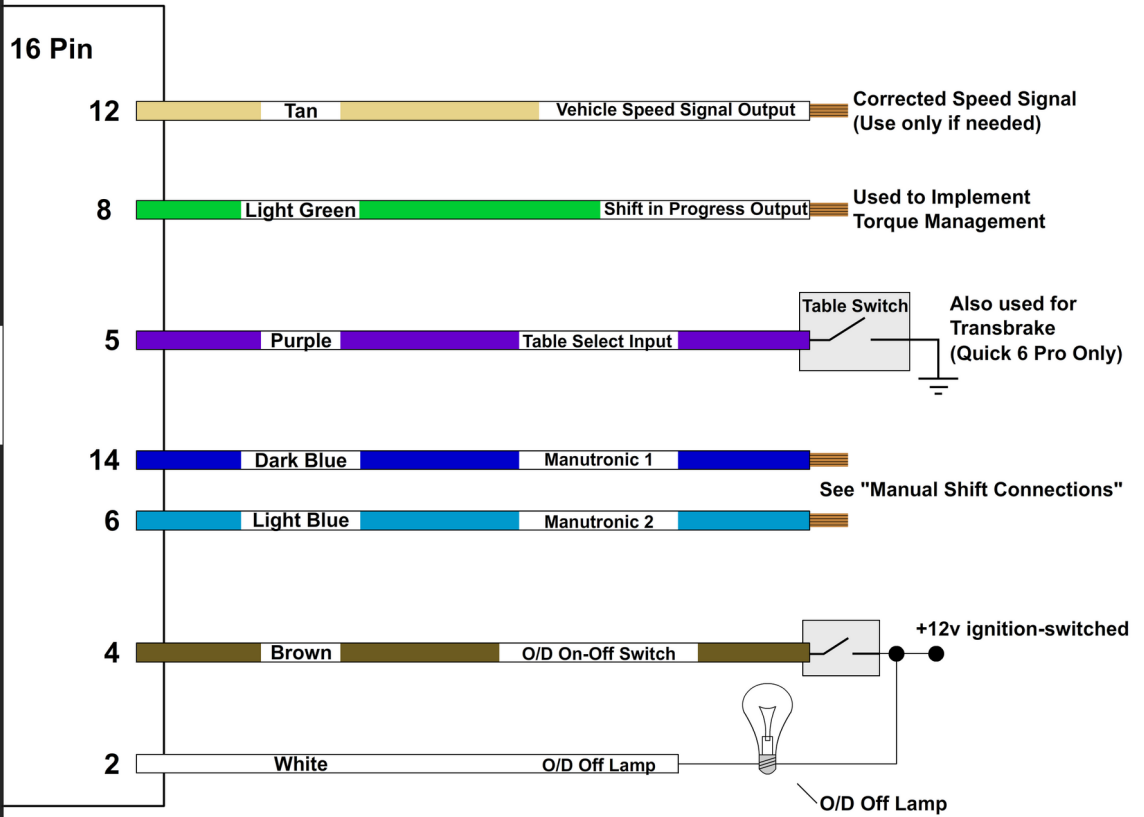 16 Pin
12
Tan
Vehicle Speed Signal Output
Corrected Speed Signal
(Use only if needed)
8
Light Green
Shift in Progress Output
Used to Implement
Torque Management
5
Purple
Table Select Input
Table Switch
Also used for
Transbrake
(Quick 6 Pro Only)
14
Dark Blue
Manutronic 1
See "Manual Shift Connections"
6
Light Blue
Manutronic 2
4
Brown
O/D On-Off Switch
+12v ignition-switched
2
White
O/D Off Lamp
O/D Off Lamp